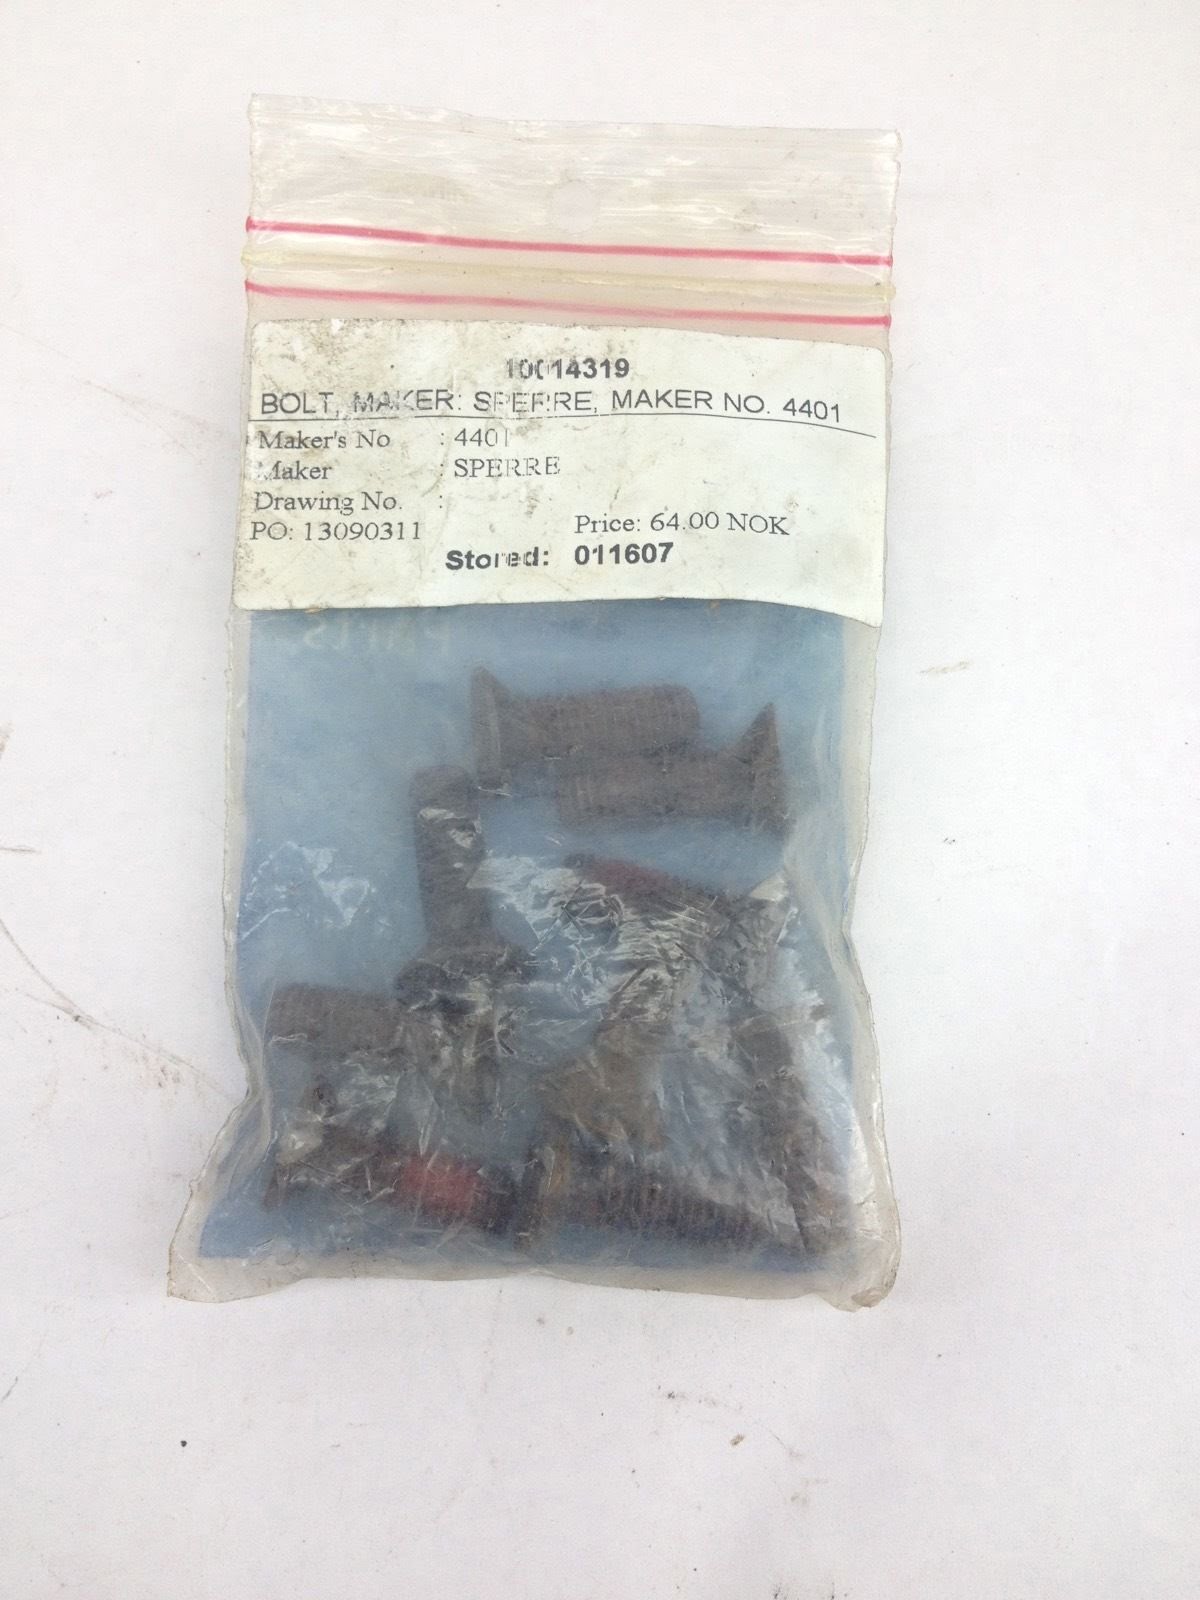 10014319
BOLT, MAKER: SPERRE, MAKER NO. 4401
Maker's No : 4401
Maker : SPERRE
Drawing No. :
PO: 13090311 Price: 64.00 NOK
Stored: 011607
PARTS